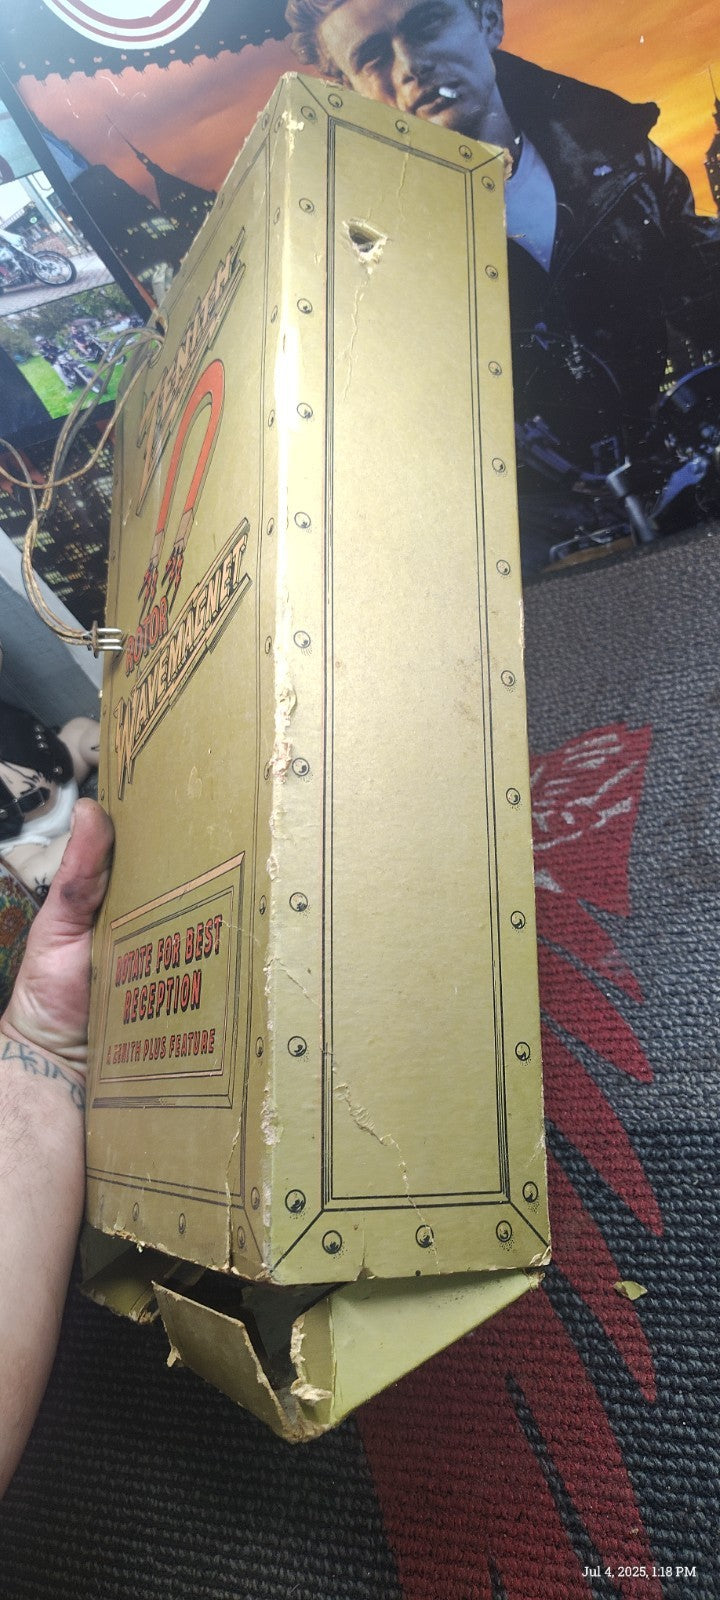 ZENITH
ROTOR
WAVEMAGNET
ROTATE FOR BEST
RECEPTION
A ZENITH PLUS FEATURE
Jul 4, 2025, 1:18 PM